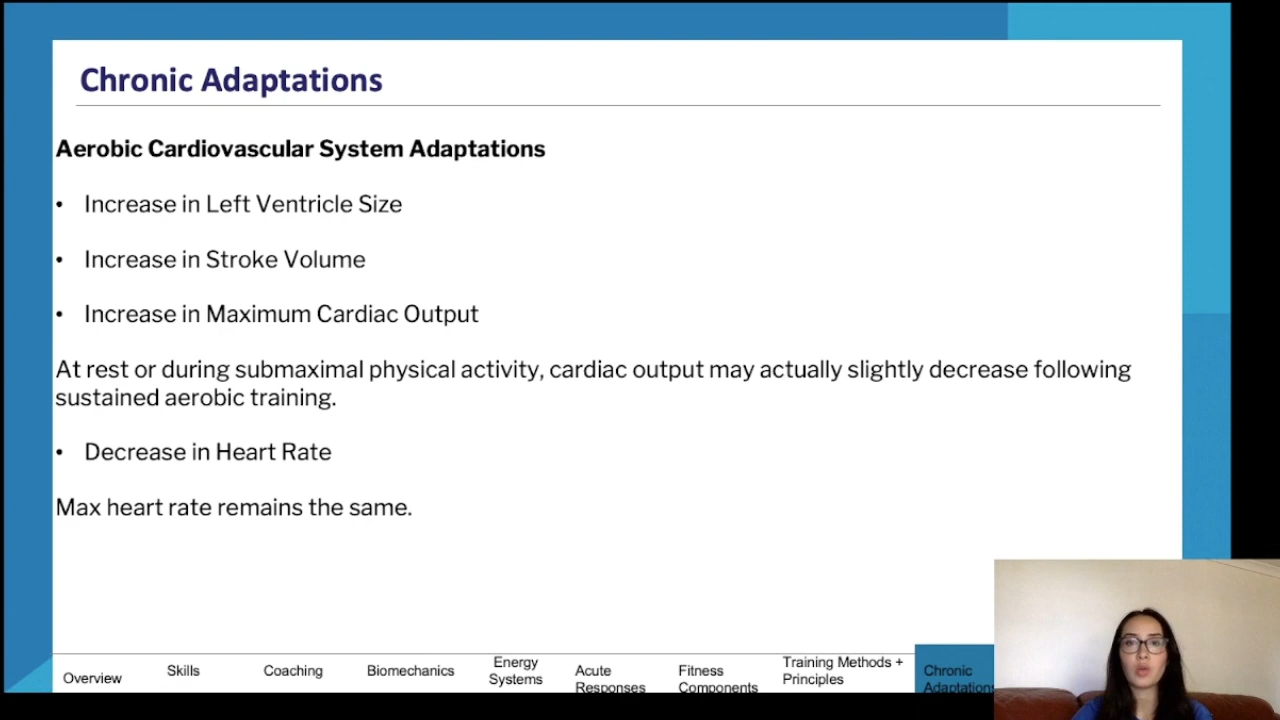 Chronic Adaptations
Aerobic Cardiovascular System Adaptations
• Increase in Left Ventricle Size
• Increase in Stroke Volume
• Increase in Maximum Cardiac Output
At rest or during submaximal physical activity, cardiac output may actually slightly decrease following
sustained aerobic training.
• Decrease in Heart Rate
Max heart rate remains the same.
Overview
Skills
Coaching
Biomechanics
Energy
Systems
Acute
Responses
Fitness
Components
Training Methods +
Principles
Chronic
Adaptations